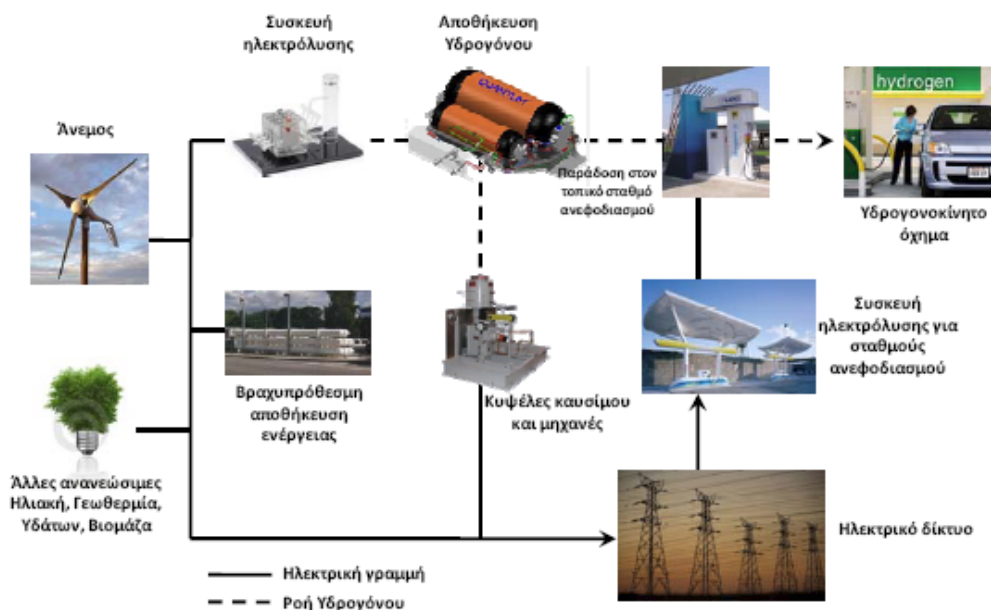 Συσκευή
ηλεκτρόλυσης
Αποθήκευση
Υδρογόνου
Άνεμος
QUANTUM
hydrogen
Παράδοση στον
τοπικό σταθμό
ανεφοδιασμού
Υδρογονοκίνητο
όχημα
Βραχυπρόθεσμη
αποθήκευση
ενέργειας
Κυψέλες καυσίμου
και μηχανές
Συσκευή
ηλεκτρόλυσης για
σταθμούς
ανεφοδιασμού
Άλλες ανανεώσιμες
Ηλιακή, Γεωθερμία,
Υδάτων, Βιομάζα
Ηλεκτρικό δίκτυο
Ηλεκτρική γραμμή
Ροή Υδρογόνου